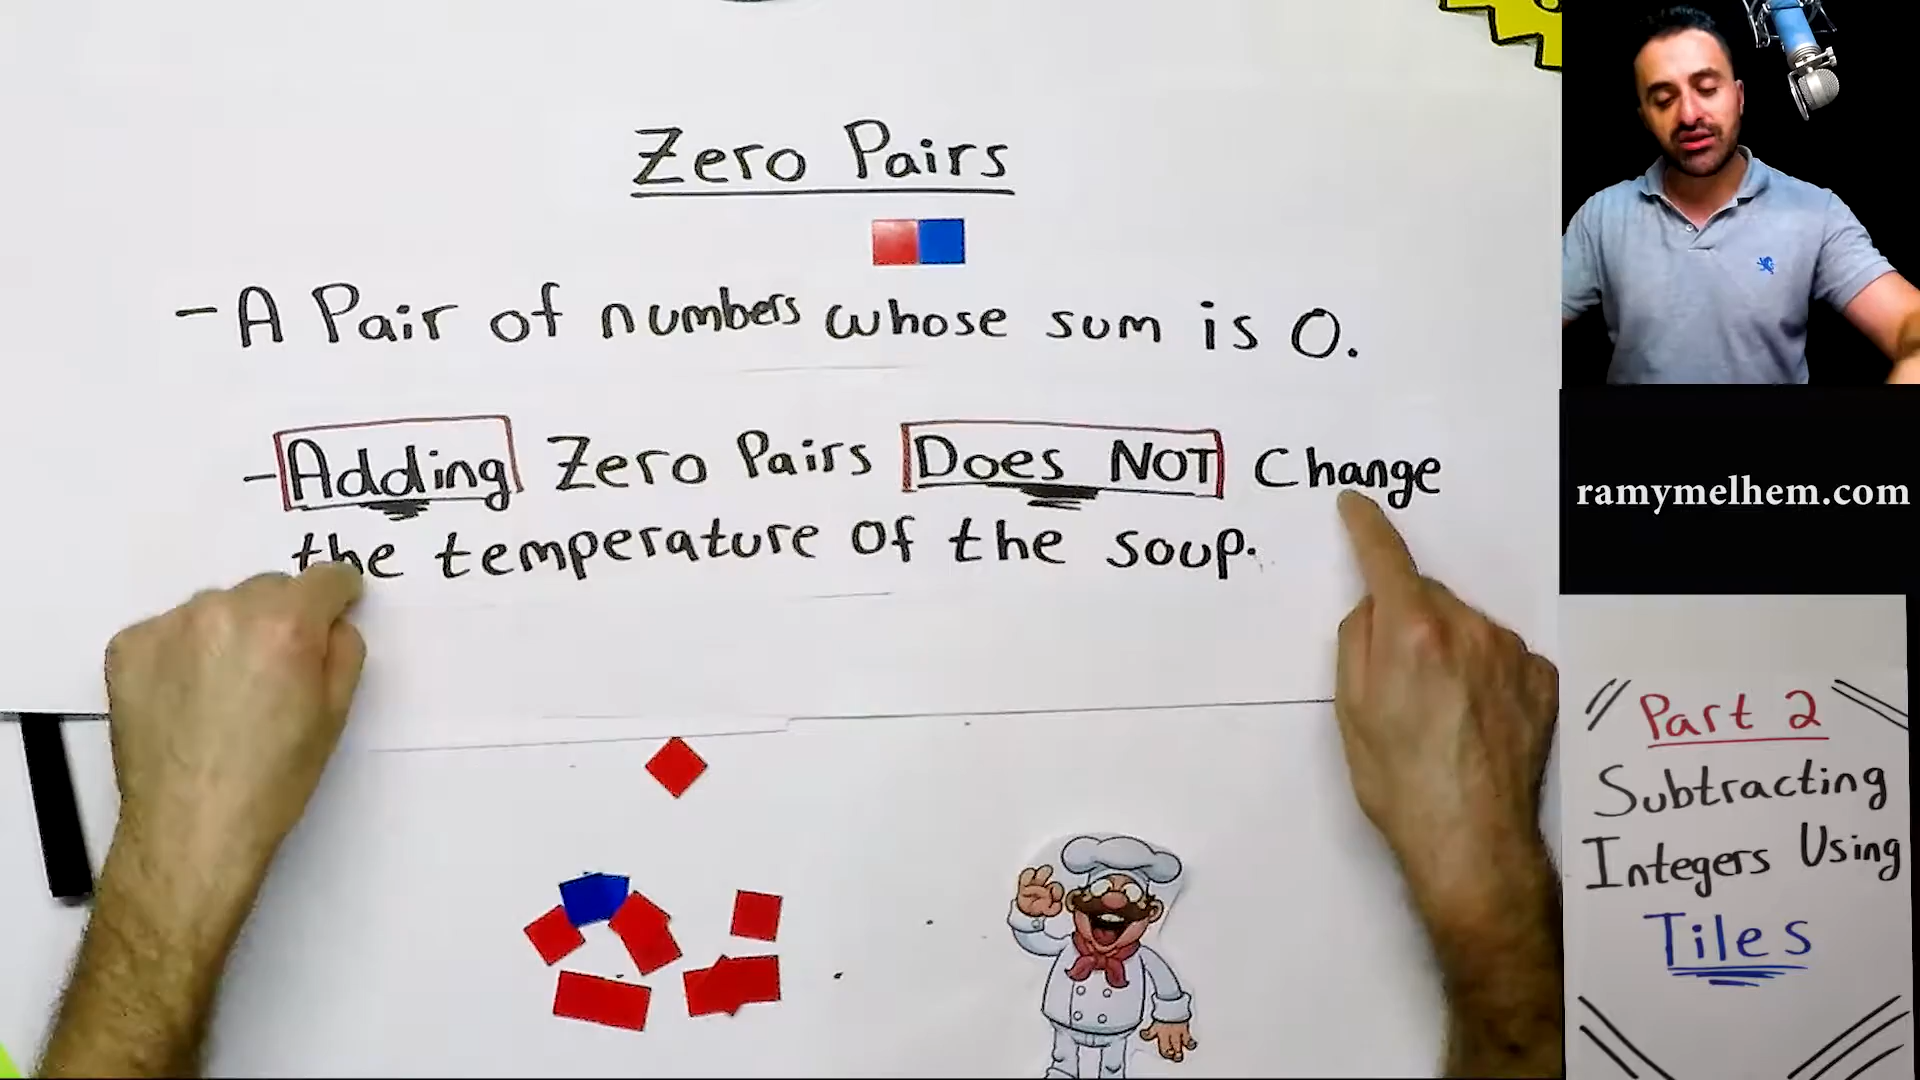 Zero Pairs
- A Pair of numbers whose sum is 0.
- Adding Zero Pairs Does NOT Change
the temperature of the soup.
ramymelhem.com
Part 2
Subtracting
Integers Using
Tiles